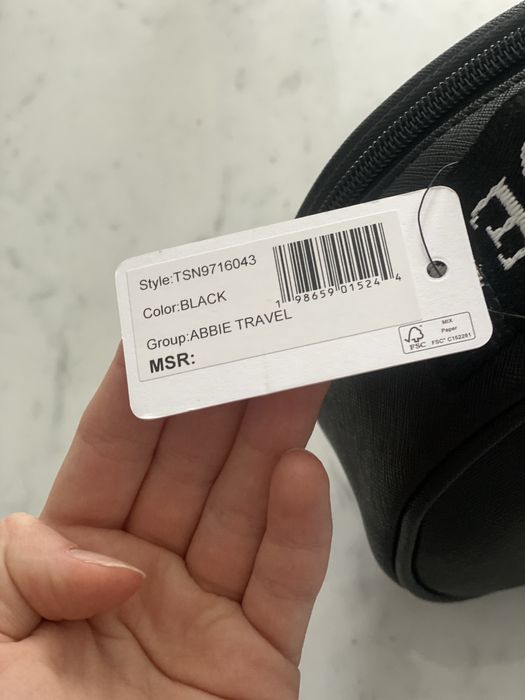 Style:TSN9716043
Color:BLACK
Group:ABBIE TRAVEL
MSR:
1 98659 01524 4
FSC
MIX
Paper
FSC® C152281